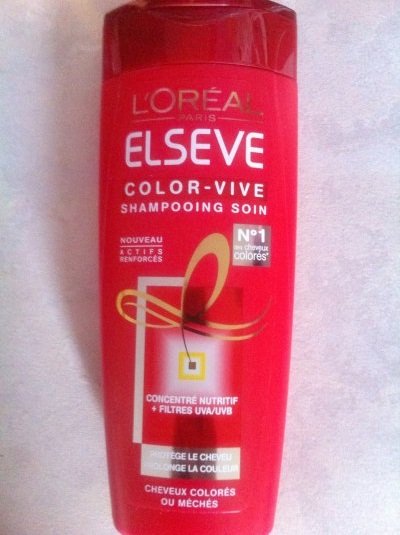 L'ORÉAL
PARIS
ELSEVE
COLOR-VIVE
SHAMPOOING SOIN
NOUVEAU
ACTIFS
RENFORCÉS
N°1
les cheveux
colorés*
CONCENTRÉ NUTRITIF
+ FILTRES UVA/UVB
PROTÈGE LE CHEVEU
PROLONGE LA COULEUR
CHEVEUX COLORÉS
OU MÉCHÉS